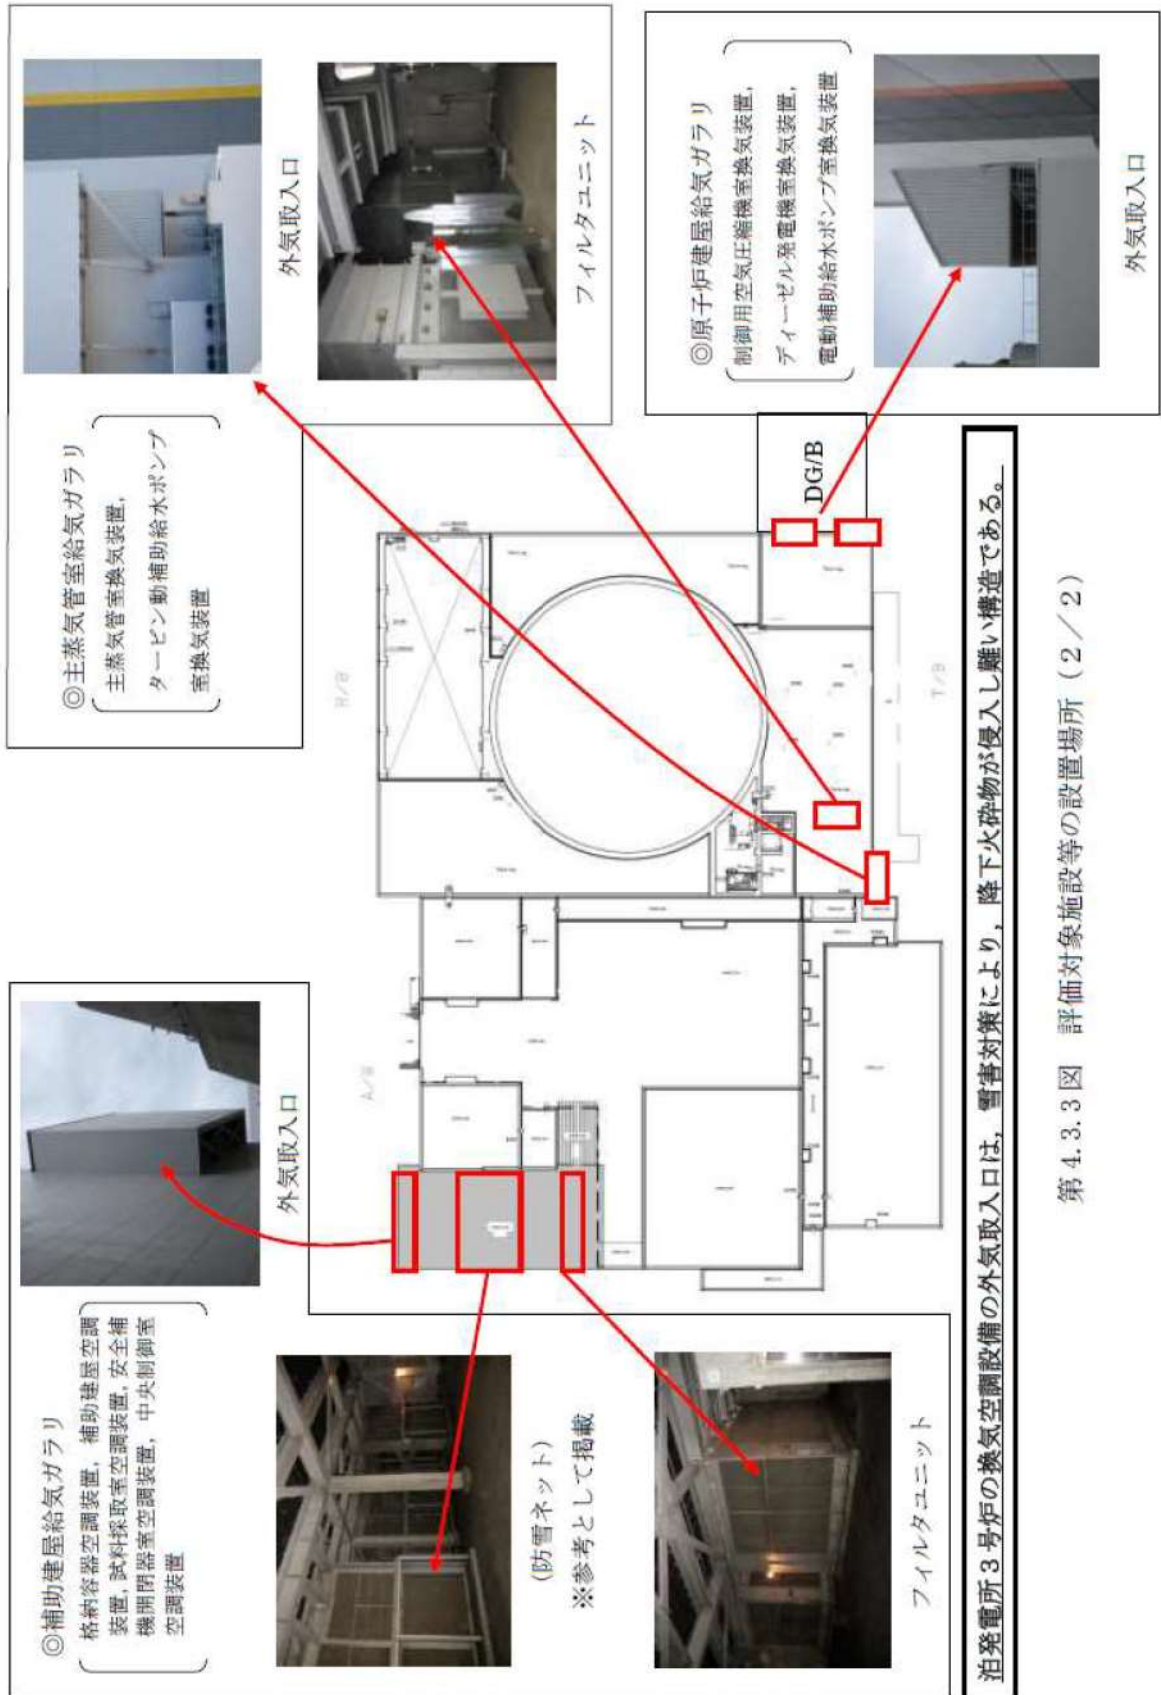 ◎補助建屋給気ガラリ
格納容器空調装置，補助建屋空調
装置，試料採取室空調装置，安全補
機開閉器室空調装置，中央制御室
空調装置
外気取入口
(防雪ネット)
※参考として掲載
フィルタユニット
◎主蒸気管室給気ガラリ
主蒸気管室換気装置，
タービン動補助給水ポンプ
室換気装置
外気取入口
フィルタユニット
A/B
R/B
T/B
DG/B
◎原子炉建屋給気ガラリ
制御用空気圧縮機室換気装置，
ディーゼル発電機室換気装置，
電動補助給水ポンプ室換気装置
外気取入口
泊発電所３号炉の換気空調設備の外気取入口は，雪害対策により，降下火砕物が侵入し難い構造である。
第 4.3.3 図　評価対象施設等の設置場所（２／２）